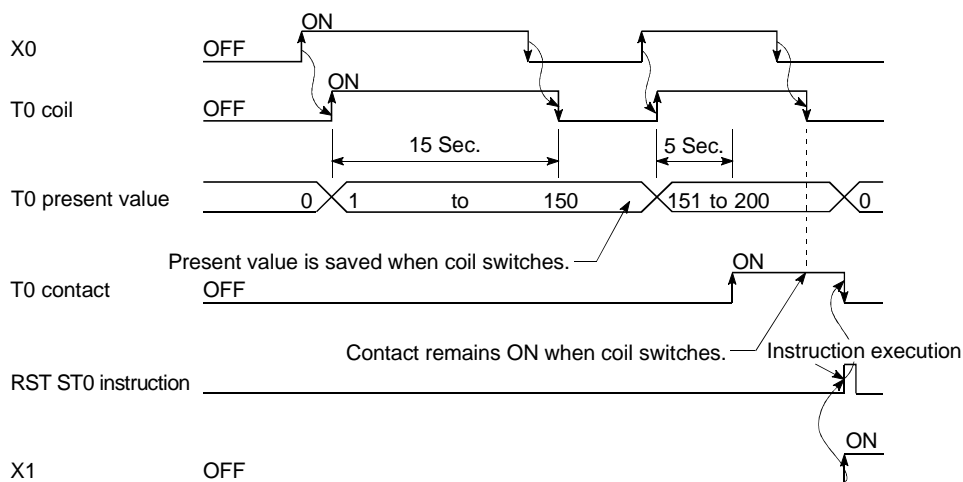 ON
X0 OFF
ON
T0 coil OFF
15 Sec. 5 Sec.
T0 present value 0 1 to 150 151 to 200 0
Present value is saved when coil switches.
ON
T0 contact OFF
Contact remains ON when coil switches. Instruction execution
RST ST0 instruction
ON
X1 OFF